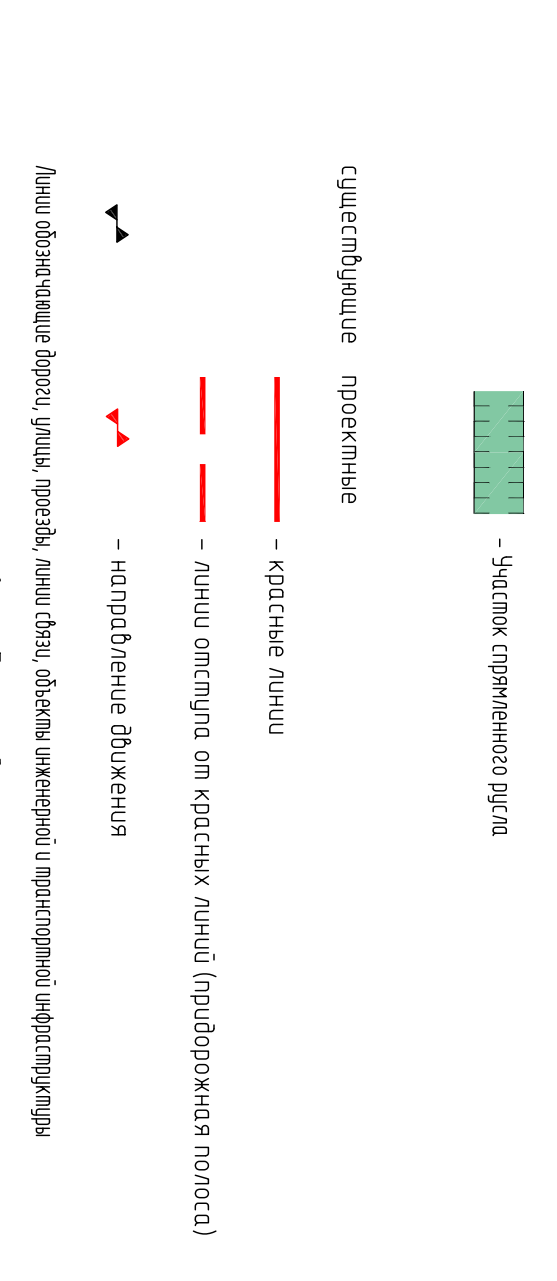 – Участок спрямленного русла
существующие проектные
– красные линии
– линии отступа от красных линий (придорожная полоса)
– направление движения
Линии обозначающие дороги, улицы, проезды, линии связи, объекты инженерной и транспортной инфраструктуры